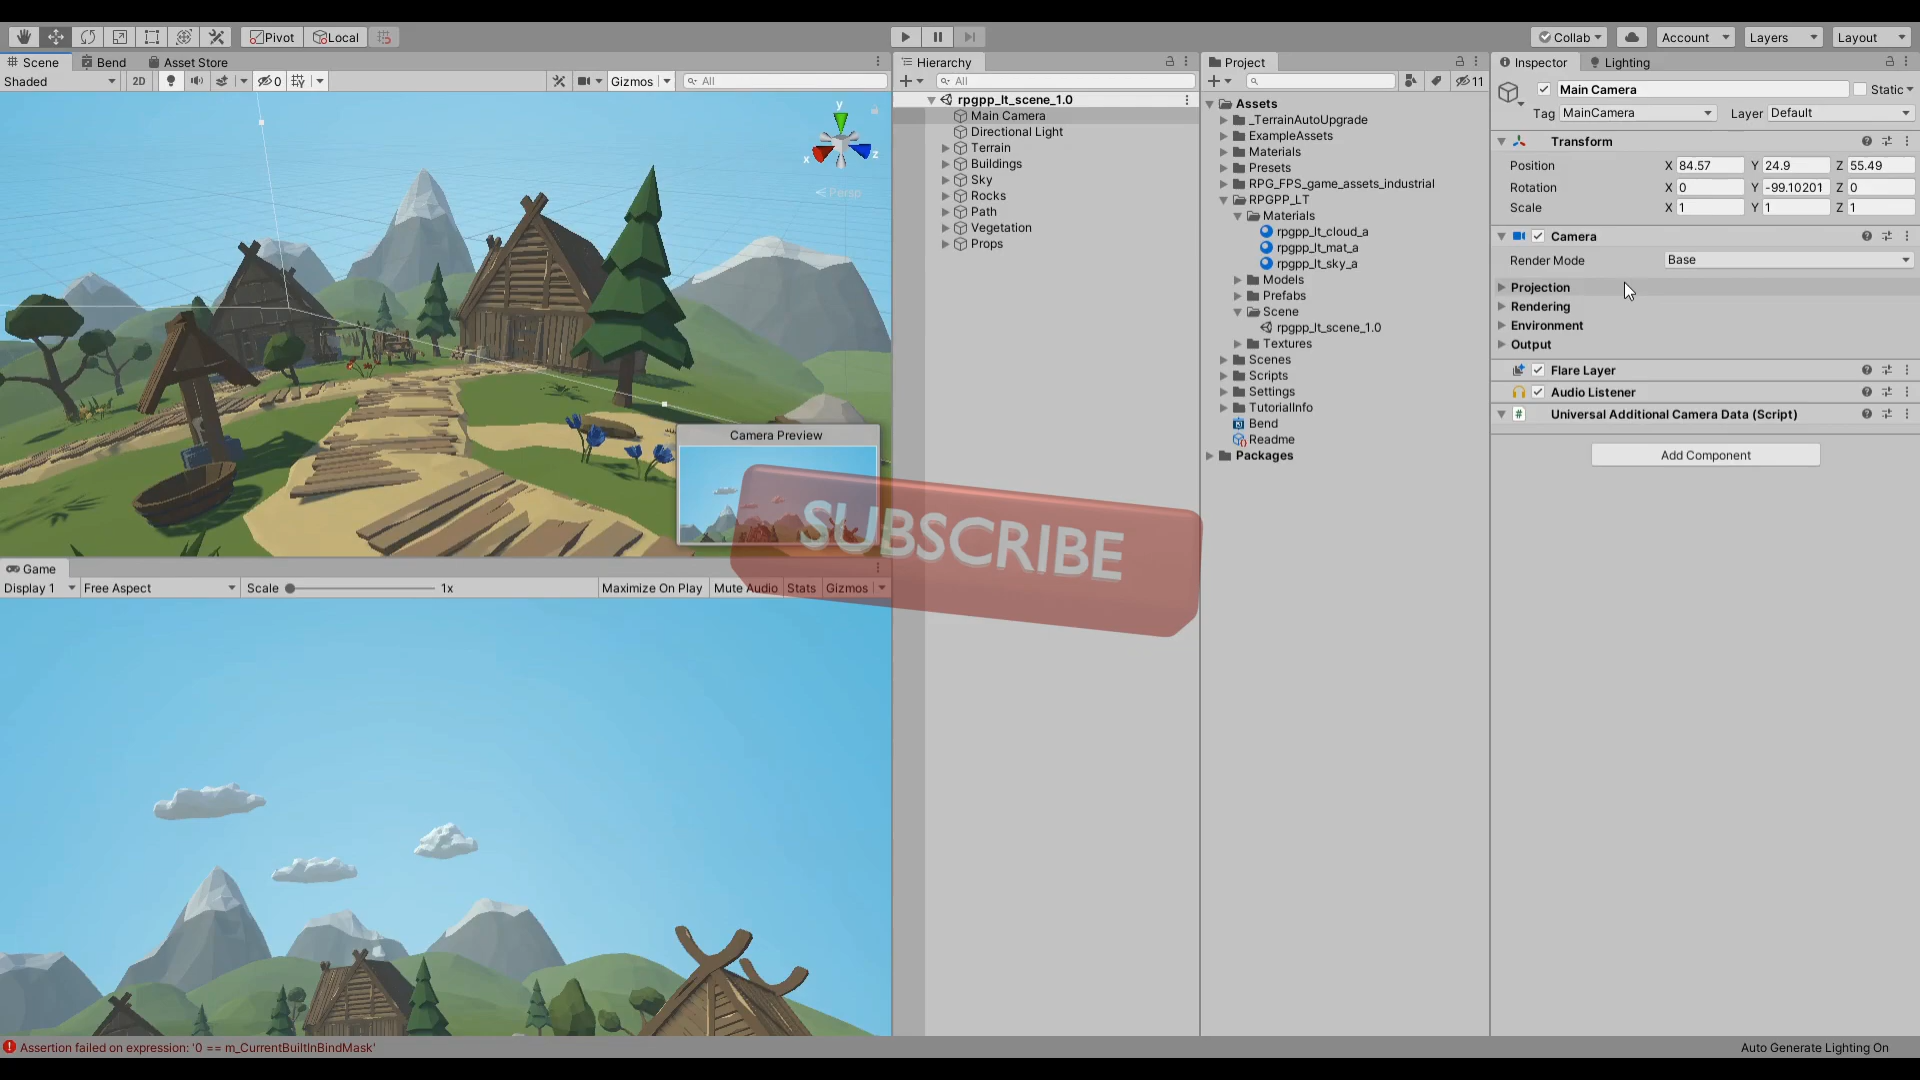 Pivot
Local
Collab
Account
Layers
Layout
Scene
Bend
Asset Store
Shaded
2D
0
Gizmos
All
y
x
z
Persp
Camera Preview
Game
Display 1
Free Aspect
Scale
1x
Maximize On Play
Mute Audio
Stats
Gizmos
Hierarchy
All
rpgpp_lt_scene_1.0
Main Camera
Directional Light
Terrain
Buildings
Sky
Rocks
Path
Vegetation
Props
Project
11
Assets
_TerrainAutoUpgrade
ExampleAssets
Materials
Presets
RPG_FPS_game_assets_industrial
RPGPP_LT
Materials
rpgpp_lt_cloud_a
rpgpp_lt_mat_a
rpgpp_lt_sky_a
Models
Prefabs
Scene
rpgpp_lt_scene_1.0
Textures
Scenes
Scripts
Settings
TutorialInfo
Bend
Readme
Packages
Inspector
Lighting
Main Camera
Static
Tag MainCamera Layer Default
Transform
Position X 84.57 Y 24.9 Z 55.49
Rotation X 0 Y -99.10201 Z 0
Scale X 1 Y 1 Z 1
Camera
Render Mode Base
Projection
Rendering
Environment
Output
Flare Layer
Audio Listener
# Universal Additional Camera Data (Script)
Add Component
SUBSCRIBE
Assertion failed on expression: '0 == m_CurrentBuiltInBindMask'
Auto Generate Lighting On